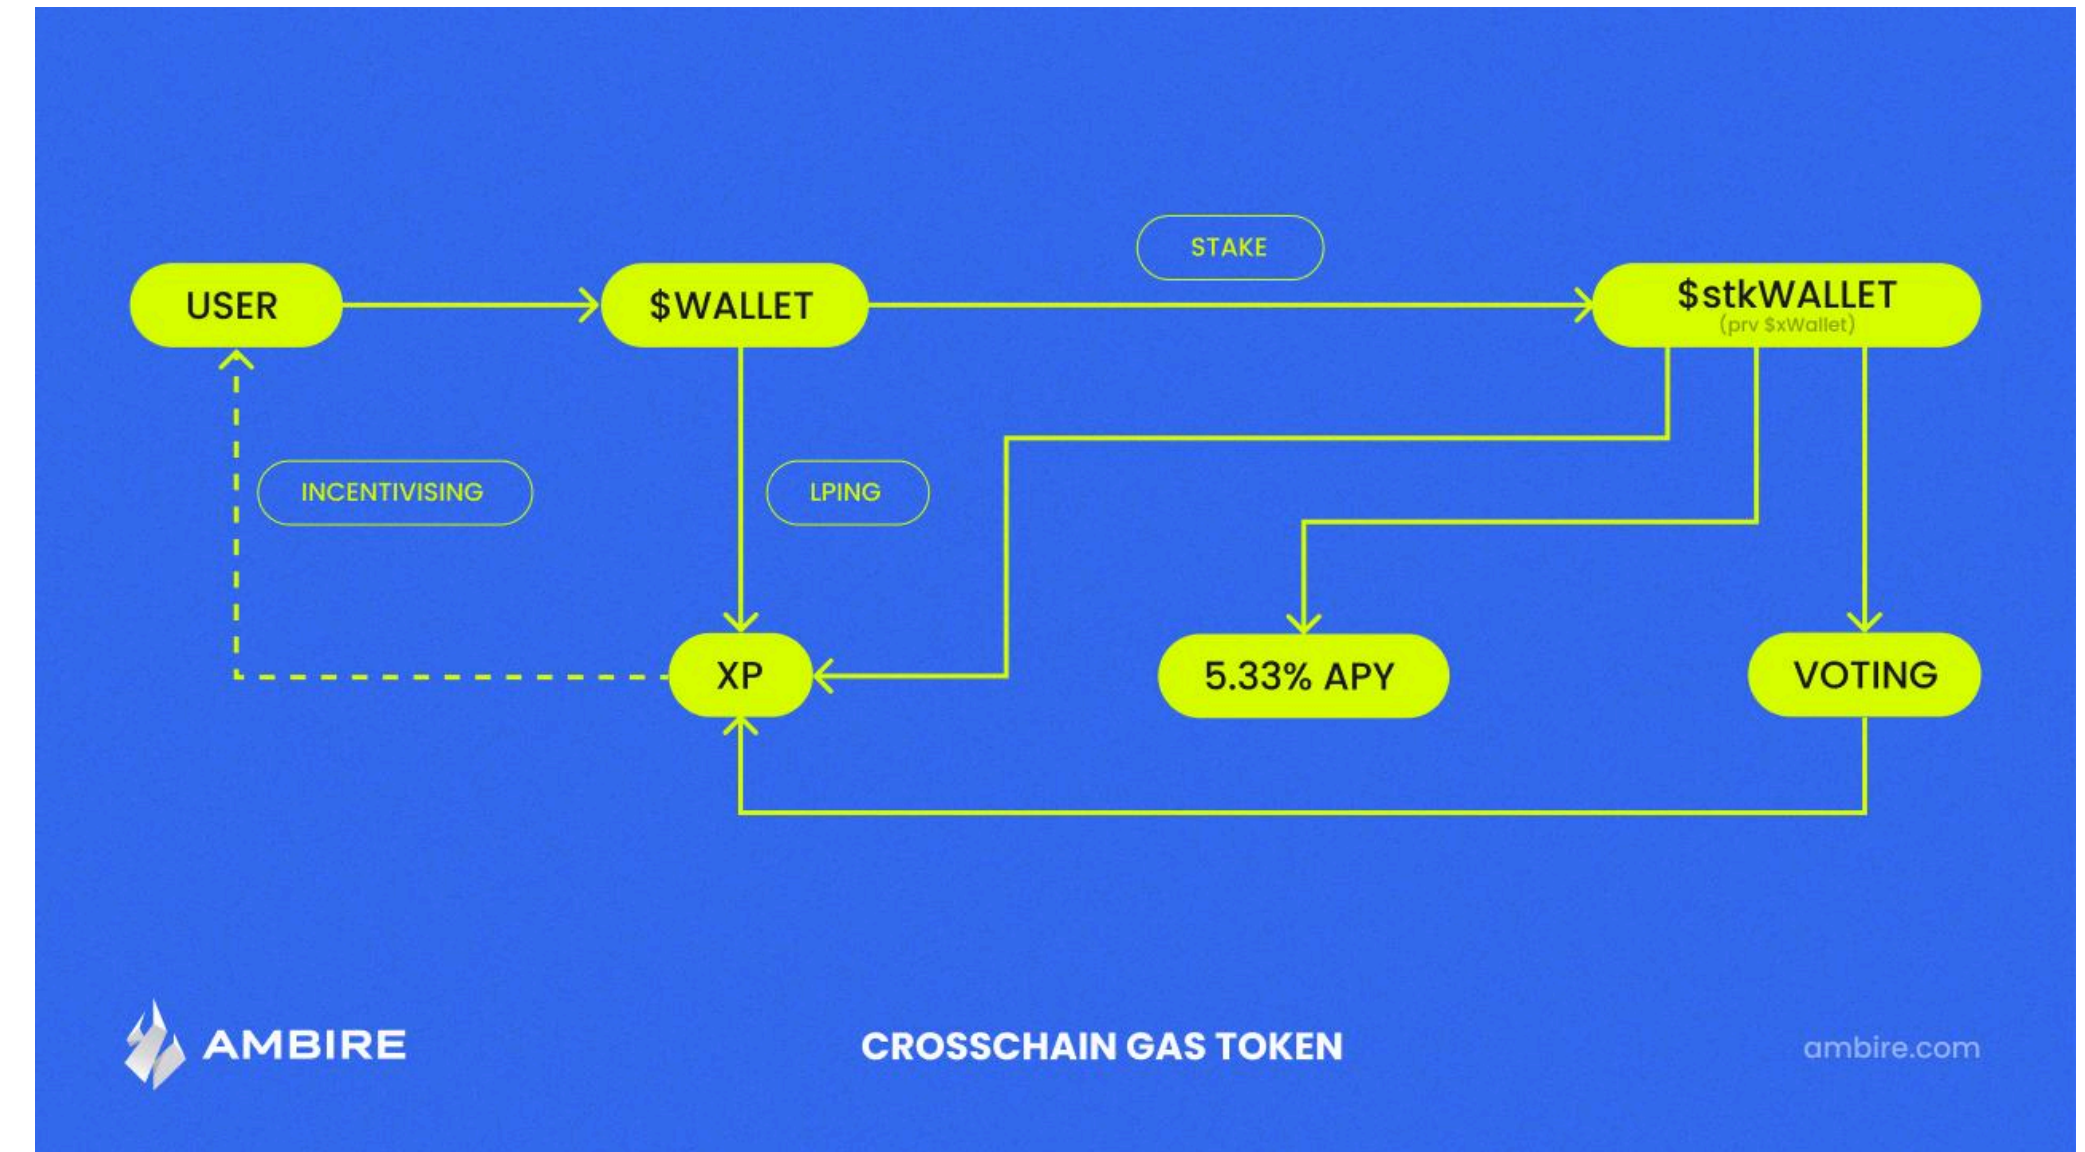 STAKE
USER
$WALLET
$stkWALLET
(prv $xWallet)
INCENTIVISING
LPING
XP
5.33% APY
VOTING
AMBIRE
CROSSCHAIN GAS TOKEN
ambire.com